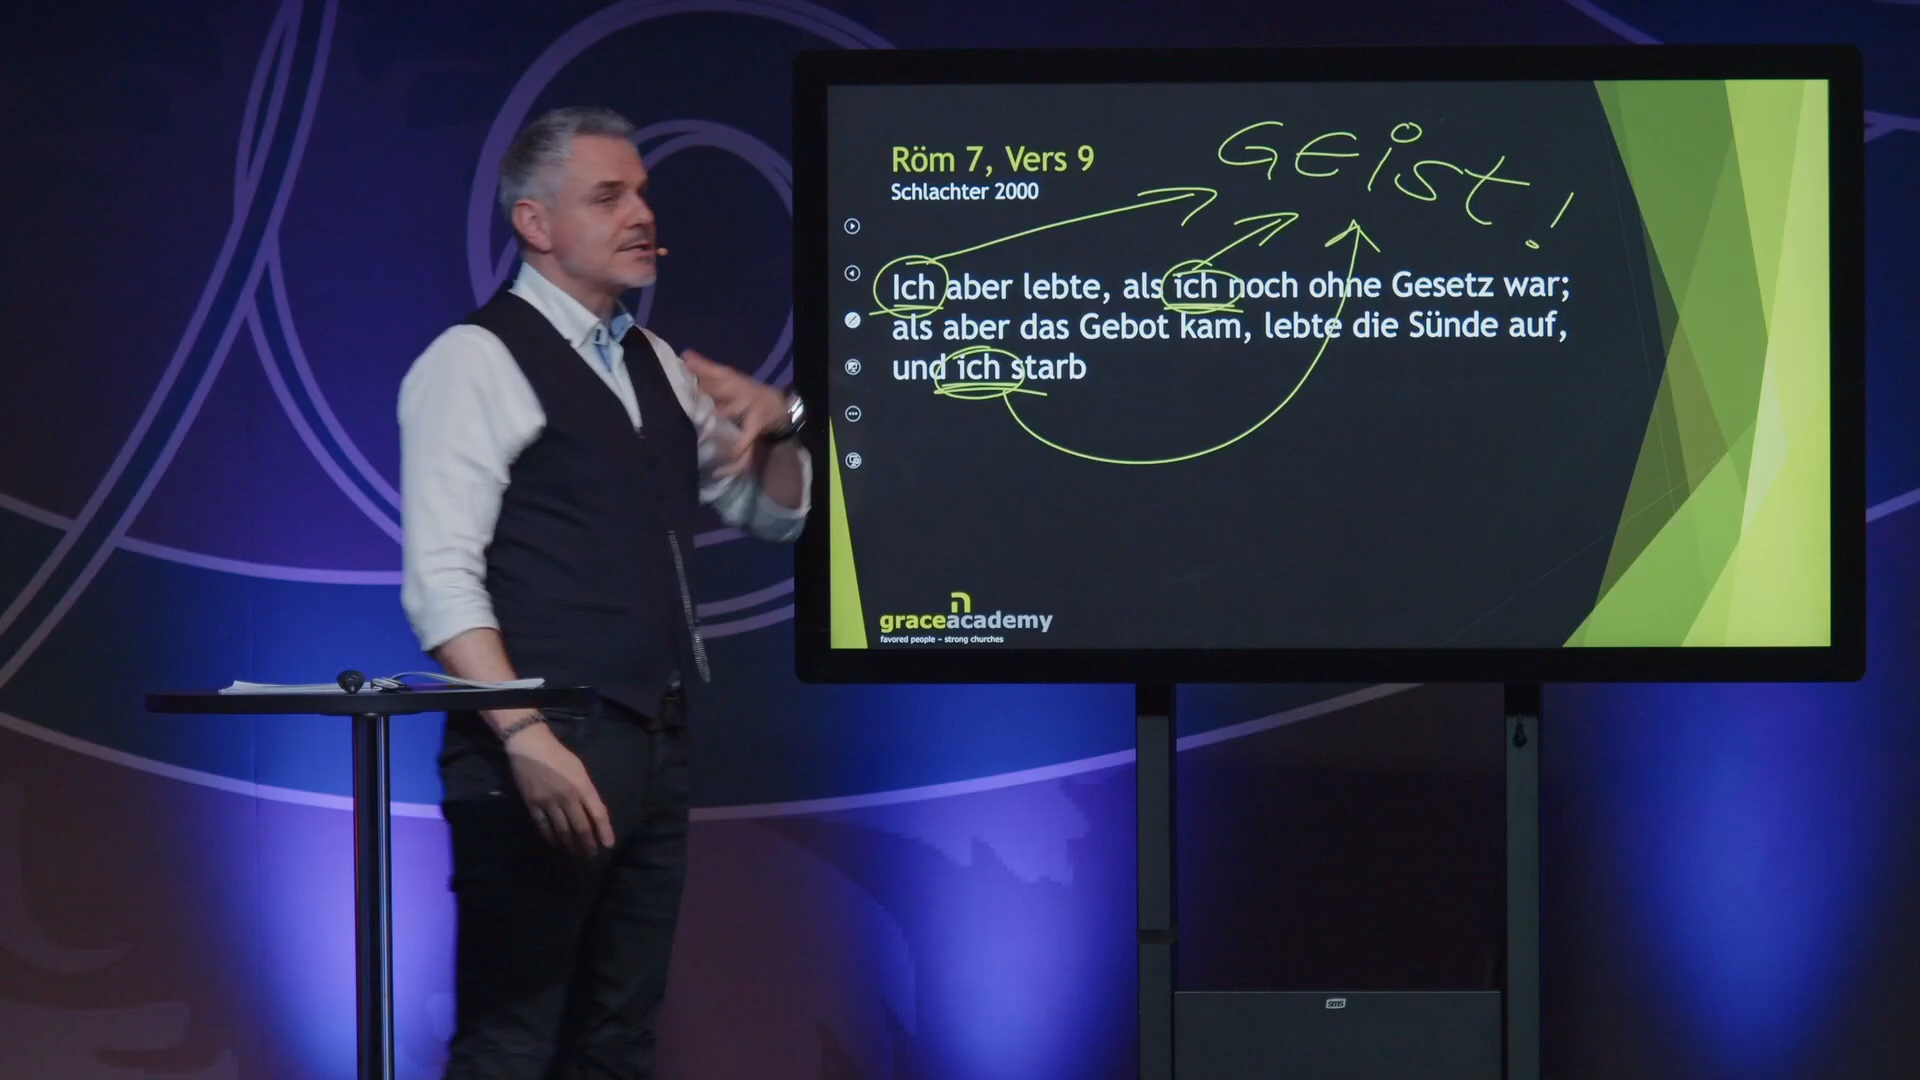 GEist!
Röm 7, Vers 9
Schlachter 2000
Ich aber lebte, als ich noch ohne Gesetz war;
als aber das Gebot kam, lebte die Sünde auf,
und ich starb
graceacademy
favored people – strong churches
sms